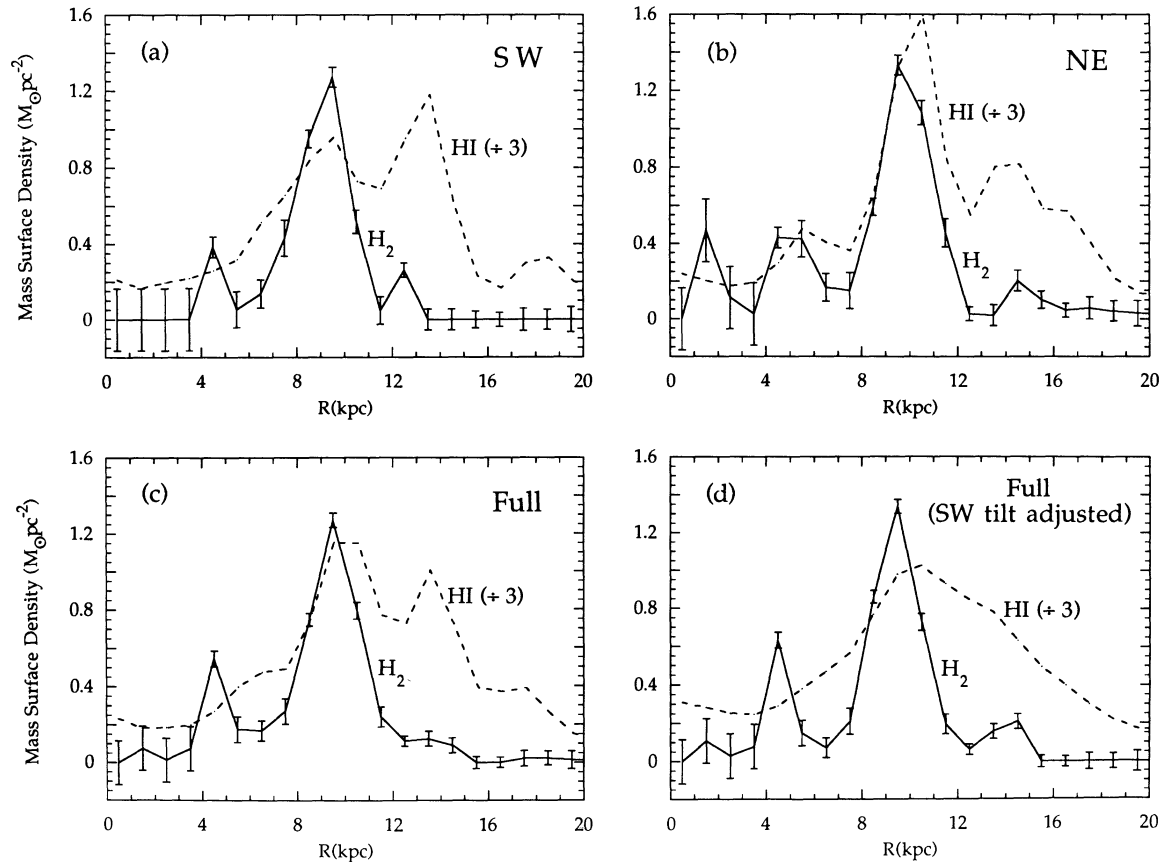 (a)
SW
Mass Surface Density (M⊙pc-2)
1.6
1.2
0.8
0.4
0
HI (÷ 3)
H2
0 4 8 12 16 20
R(kpc)
(b)
NE
1.6
1.2
0.8
0.4
0
HI (÷ 3)
H2
0 4 8 12 16 20
R(kpc)
(c)
Full
Mass Surface Density (M⊙pc-2)
1.6
1.2
0.8
0.4
0
HI (÷ 3)
H2
0 4 8 12 16 20
R(kpc)
(d)
Full
(SW tilt adjusted)
1.6
1.2
0.8
0.4
0
HI (÷ 3)
H2
0 4 8 12 16 20
R(kpc)